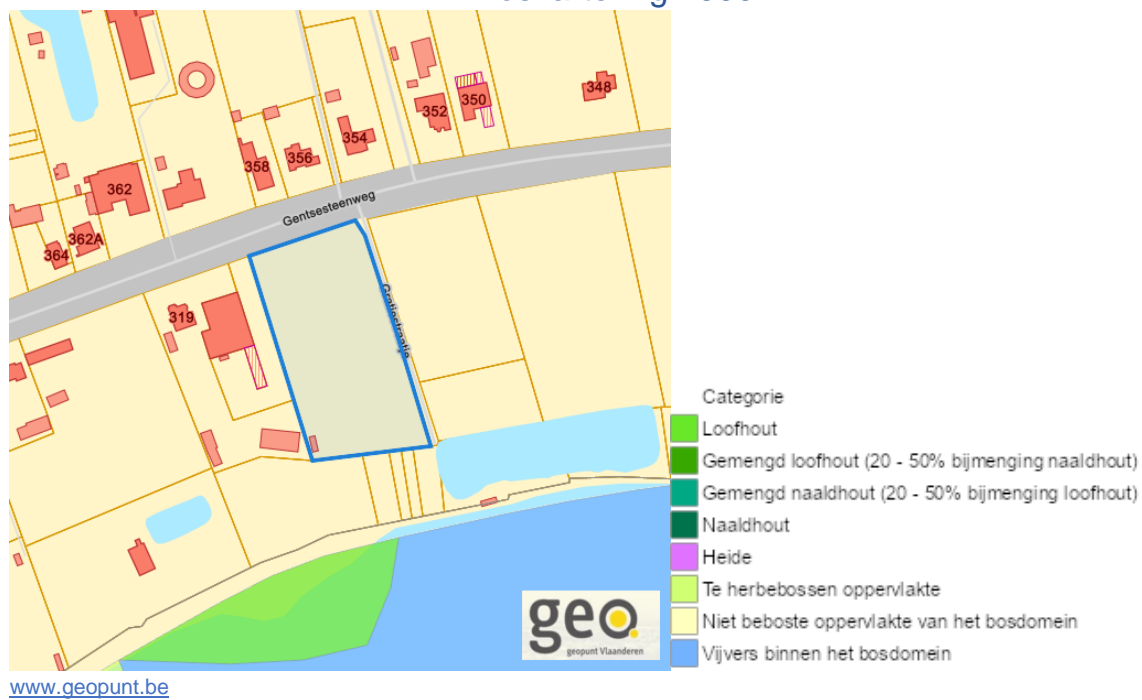 348
350
352
354
356
358
362
362A
364
Gentsesteenweg
319
Gratiestraatje
Categorie
Loofhout
Gemengd loofhout (20 - 50% bijmenging naaldhout)
Gemengd naaldhout (20 - 50% bijmenging loofhout)
Naaldhout
Heide
Te herbebossen oppervlakte
Niet beboste oppervlakte van het bosdomein
Vijvers binnen het bosdomein
geo.
geopunt Vlaanderen
www.geopunt.be